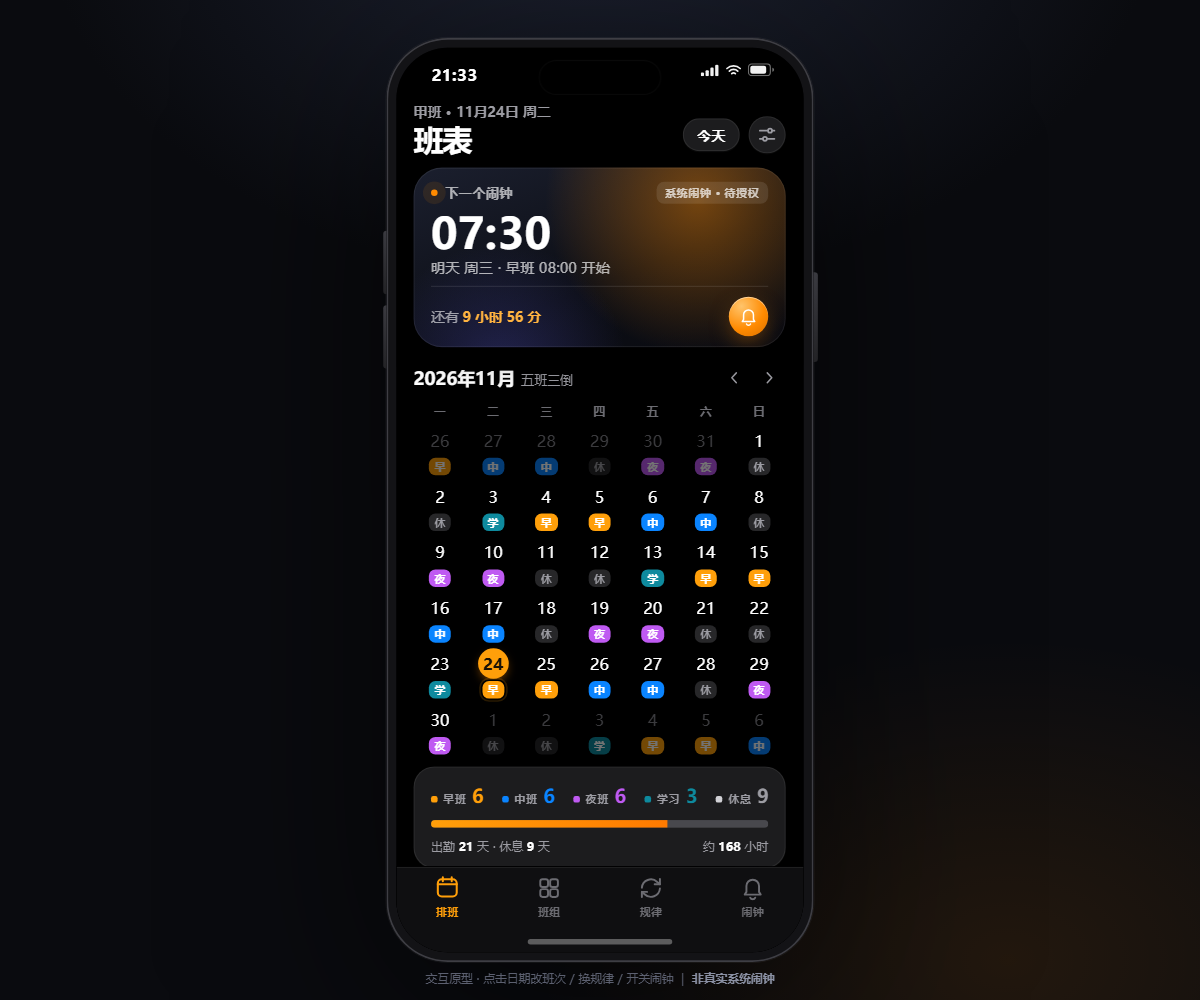 21:33
甲班 • 11月24日 周二
班表
今天
下一个闹钟
系统闹钟 • 待授权
07:30
明天 周三 · 早班 08:00 开始
还有 9 小时 56 分
2026年11月 五班三倒
一 二 三 四 五 六 日
26 27 28 29 30 31 1
早 中 中 休 夜 夜 休
2 3 4 5 6 7 8
休 学 早 早 中 中 休
9 10 11 12 13 14 15
夜 夜 休 休 学 早 早
16 17 18 19 20 21 22
中 中 休 夜 夜 休 休
23 24 25 26 27 28 29
学 早 早 中 中 休 夜
30 1 2 3 4 5 6
夜 休 休 学 早 早 中
早班 6 中班 6 夜班 6 学习 3 休息 9
出勤 21 天 · 休息 9 天 约 168 小时
排班 班组 规律 闹钟
交互原型 · 点击日期改班次 / 换规律 / 开关闹钟 | 非真实系统闹钟